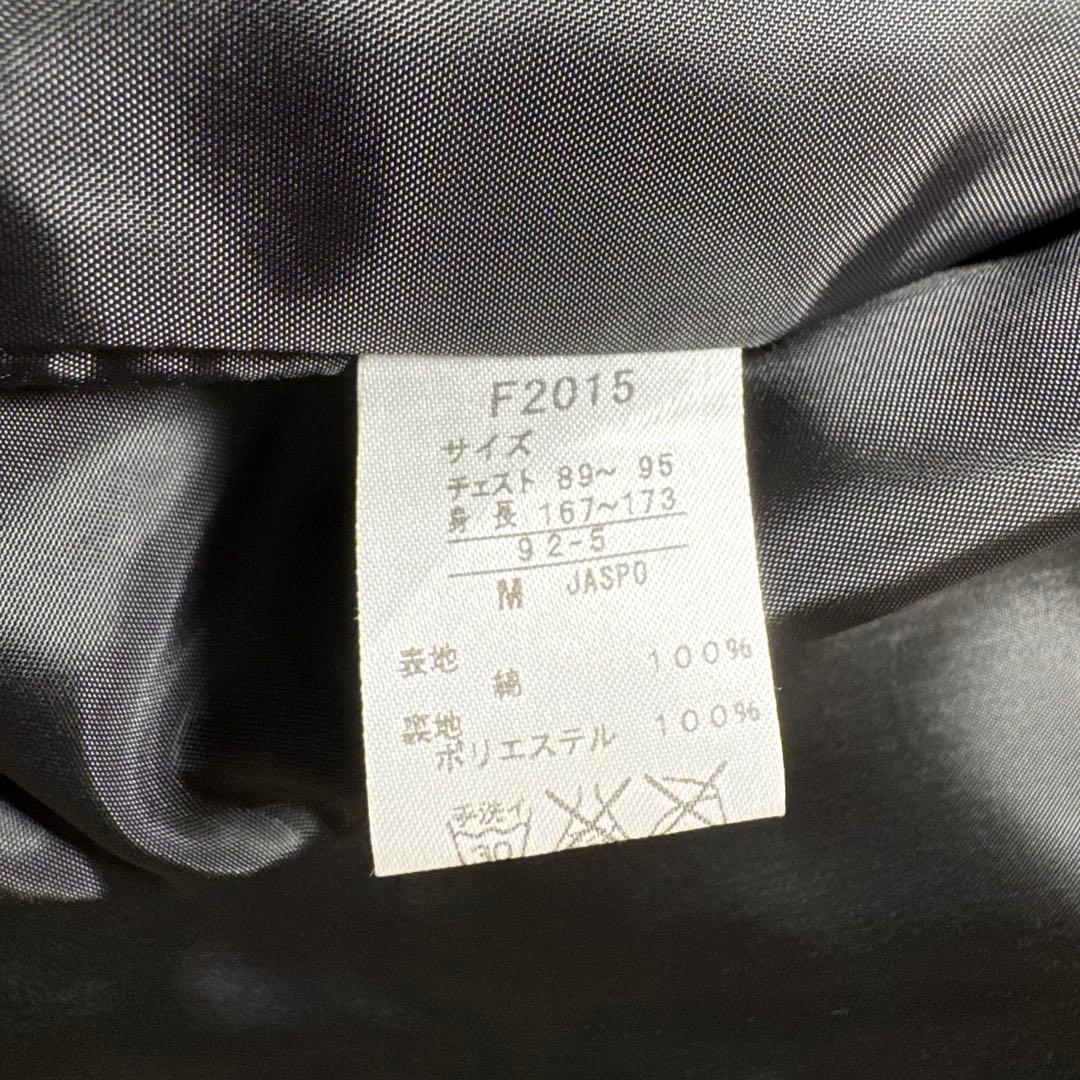 F2015
サイズ
チェスト 89~ 95
身 長 167~173
92-5
M JASPO
表地
綿 100%
裏地
ポリエステル 100%
手洗イ
30